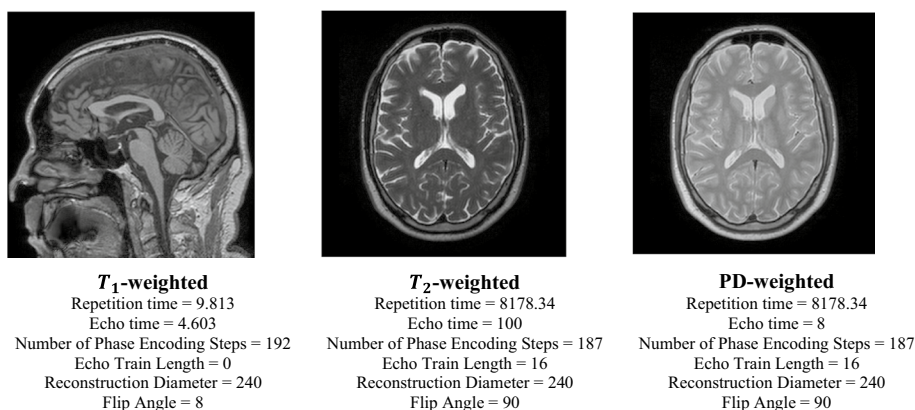 T₁-weighted
Repetition time = 9.813
Echo time = 4.603
Number of Phase Encoding Steps = 192
Echo Train Length = 0
Reconstruction Diameter = 240
Flip Angle = 8
T₂-weighted
Repetition time = 8178.34
Echo time = 100
Number of Phase Encoding Steps = 187
Echo Train Length = 16
Reconstruction Diameter = 240
Flip Angle = 90
PD-weighted
Repetition time = 8178.34
Echo time = 8
Number of Phase Encoding Steps = 187
Echo Train Length = 16
Reconstruction Diameter = 240
Flip Angle = 90